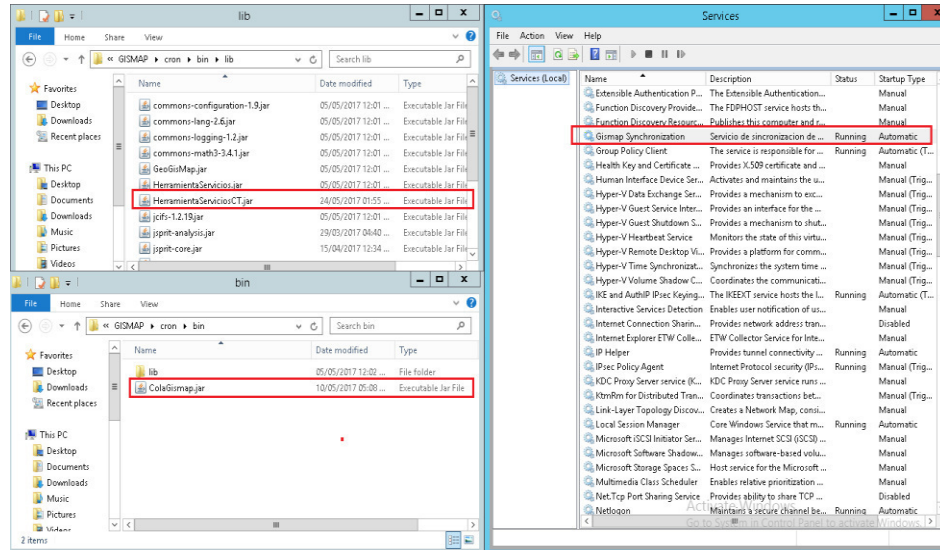 lib
File Home Share View
« GISMAP ▸ cron ▸ bin ▸ lib
Search lib
Favorites
Desktop
Downloads
Recent places
This PC
Desktop
Documents
Downloads
Music
Pictures
Videos
Name Date modified Type
commons-configuration-1.9.jar 05/05/2017 12:01 ... Executable Jar File
commons-lang-2.6.jar 05/05/2017 12:01 ... Executable Jar File
commons-logging-1.2.jar 05/05/2017 12:01 ... Executable Jar File
commons-math3-3.4.1.jar 05/05/2017 12:01 ... Executable Jar File
GeoGisMap.jar 05/05/2017 12:01 ... Executable Jar File
HerramientaServicios.jar 05/05/2017 12:01 ... Executable Jar File
HerramientaServiciosCT.jar 24/05/2017 01:55 ... Executable Jar File
jcifs-1.2.19.jar 05/05/2017 12:01 ... Executable Jar File
jsprit-analysis.jar 29/03/2017 04:40 ... Executable Jar File
jsprit-core.jar 15/04/2017 12:34 ... Executable Jar File
bin
File Home Share View
« GISMAP ▸ cron ▸ bin
Search bin
Favorites
Desktop
Downloads
Recent places
This PC
Desktop
Documents
Downloads
Music
Pictures
Videos
Name Date modified Type
lib 05/05/2017 12:02 ... File folder
ColaGismap.jar 10/05/2017 05:08 ... Executable Jar File
2 items
Services
File Action View Help
Services (Local)
Name Description Status Startup Type
Extensible Authentication P... The Extensible Authentication... Manual
Function Discovery Provide... The FDPHOST service hosts th... Manual
Function Discovery Resourc... Publishes this computer and r... Manual
Gismap Synchronization Servicio de sincronizacion de ... Running Automatic
Group Policy Client The service is responsible for ... Running Automatic (T...
Health Key and Certificate ... Provides X.509 certificate and ... Manual
Human Interface Device Ser... Activates and maintains the u... Manual (Trig...
Hyper-V Data Exchange Ser... Provides a mechanism to exc... Manual (Trig...
Hyper-V Guest Service Inter... Provides an interface for the ... Manual (Trig...
Hyper-V Guest Shutdown S... Provides a mechanism to shut... Manual (Trig...
Hyper-V Heartbeat Service Monitors the state of this virtu... Manual (Trig...
Hyper-V Remote Desktop Vi... Provides a platform for comm... Manual (Trig...
Hyper-V Time Synchronizat... Synchronizes the system time ... Manual (Trig...
Hyper-V Volume Shadow C... Coordinates the communicati... Manual (Trig...
IKE and AuthIP IPsec Keying... The IKEEXT service hosts the I... Running Automatic (T...
Interactive Services Detection Enables user notification of us... Manual
Internet Connection Sharin... Provides network address tran... Disabled
Internet Explorer ETW Colle... ETW Collector Service for Inte... Manual
IP Helper Provides tunnel connectivity ... Running Automatic
IPsec Policy Agent Internet Protocol security (IPs... Running Manual (Trig...
KDC Proxy Server service (K... KDC Proxy Server service runs ... Manual
KtmRm for Distributed Tran... Coordinates transactions bet... Manual (Trig...
Link-Layer Topology Discov... Creates a Network Map, consi... Manual
Local Session Manager Core Windows Service that m... Running Automatic
Microsoft iSCSI Initiator Ser... Manages Internet SCSI (iSCSI) ... Manual
Microsoft Software Shadow... Manages software-based volu... Manual
Microsoft Storage Spaces S... Host service for the Microsoft ... Manual
Multimedia Class Scheduler Enables relative prioritization ... Manual
Net.Tcp Port Sharing Service Provides ability to share TCP ... Disabled
Netlogon Maintains a secure channel be... Running Automatic
Activate Windows
Go to System in Control Panel to activate Windows.